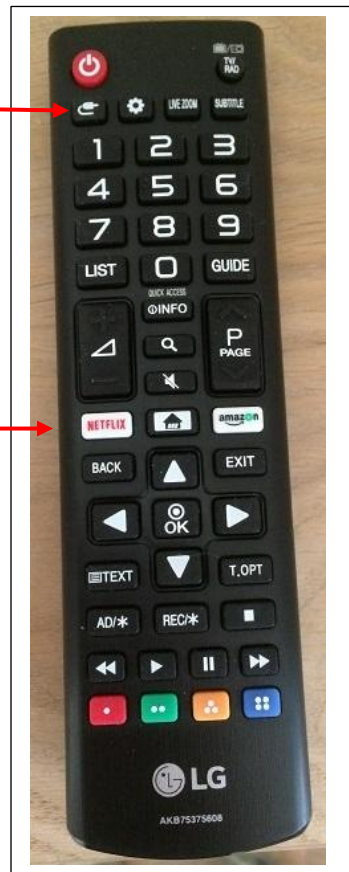 TV/
RAD
LIVE ZOOM SUBTITLE
1 2 3
4 5 6
7 8 9
LIST 0 GUIDE
QUICK ACCESS
INFO
P
PAGE
NETFLIX amazon
BACK EXIT
OK
TEXT T.OPT
AD/* REC/*
LG
AKB75375608